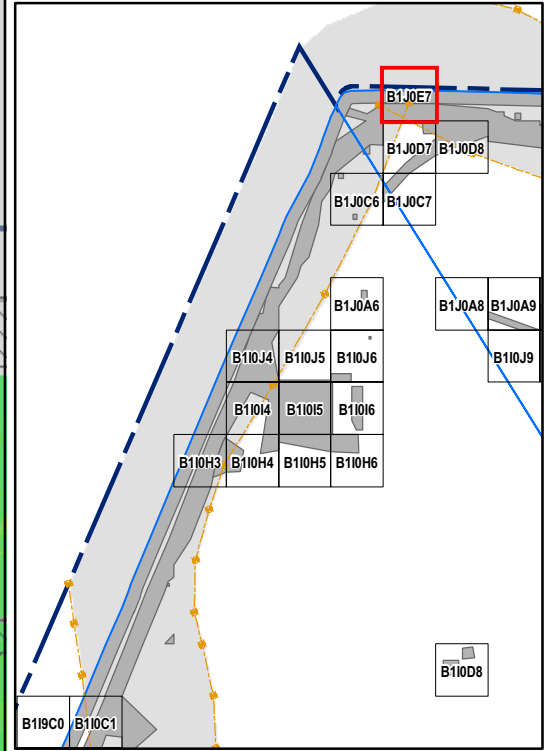 B1J0E7
B1J0D7 B1J0D8
B1J0C6 B1J0C7
B1J0A6 B1J0A8 B1J0A9
B1I0J4 B1I0J5 B1I0J6 B1I0J9
B1I0I4 B1I0I5 B1I0I6
B1I0H3 B1I0H4 B1I0H5 B1I0H6
B1I0D8
B1I9C0 B1I0C1